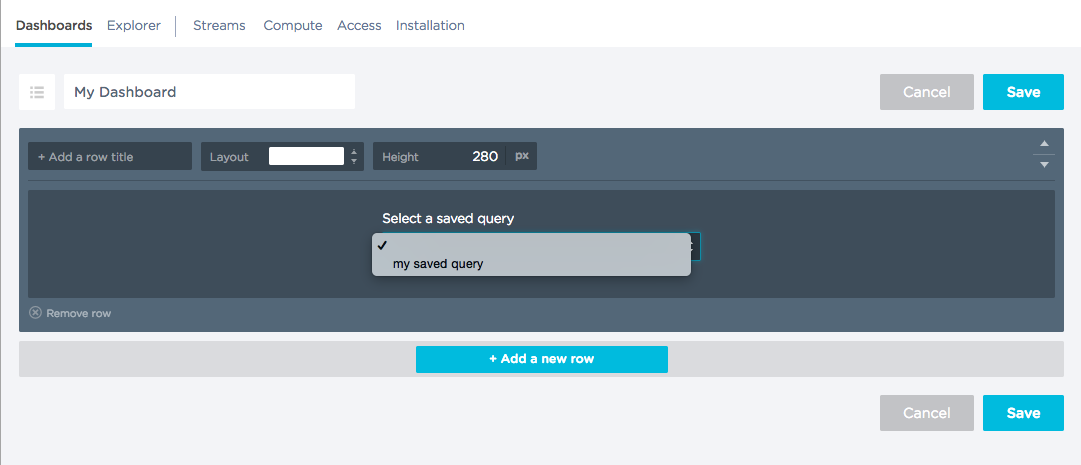 Dashboards Explorer Streams Compute Access Installation
My Dashboard Cancel Save
+ Add a row title Layout Height 280 px
Select a saved query
✓
my saved query
Remove row
+ Add a new row
Cancel Save